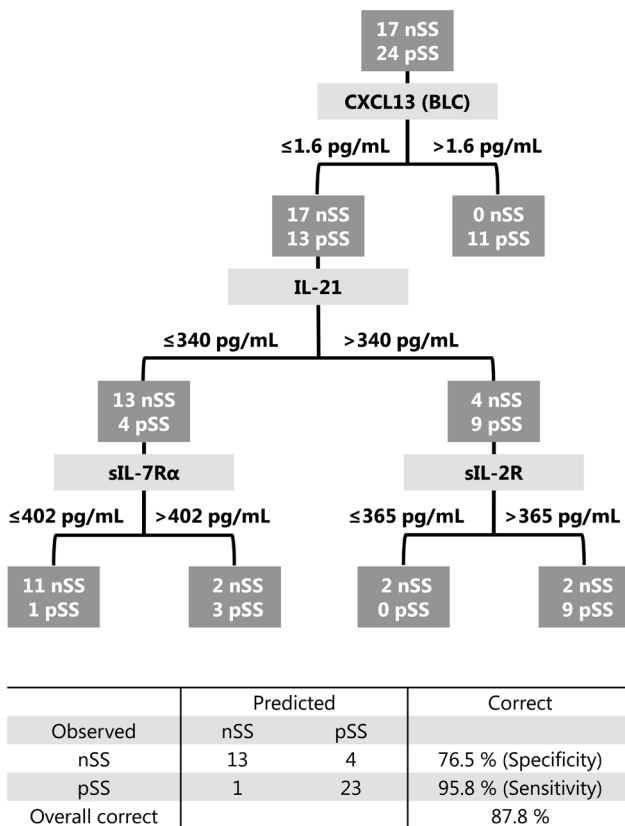 17 nSS
24 pSS
CXCL13 (BLC)
≤1.6 pg/mL >1.6 pg/mL
17 nSS 0 nSS
13 pSS 11 pSS
IL-21
≤340 pg/mL >340 pg/mL
13 nSS 4 nSS
4 pSS 9 pSS
sIL-7Rα sIL-2R
≤402 pg/mL >402 pg/mL ≤365 pg/mL >365 pg/mL
11 nSS 2 nSS 2 nSS 2 nSS
1 pSS 3 pSS 0 pSS 9 pSS
Predicted Correct
Observed nSS pSS
nSS 13 4 76.5 % (Specificity)
pSS 1 23 95.8 % (Sensitivity)
Overall correct 87.8 %